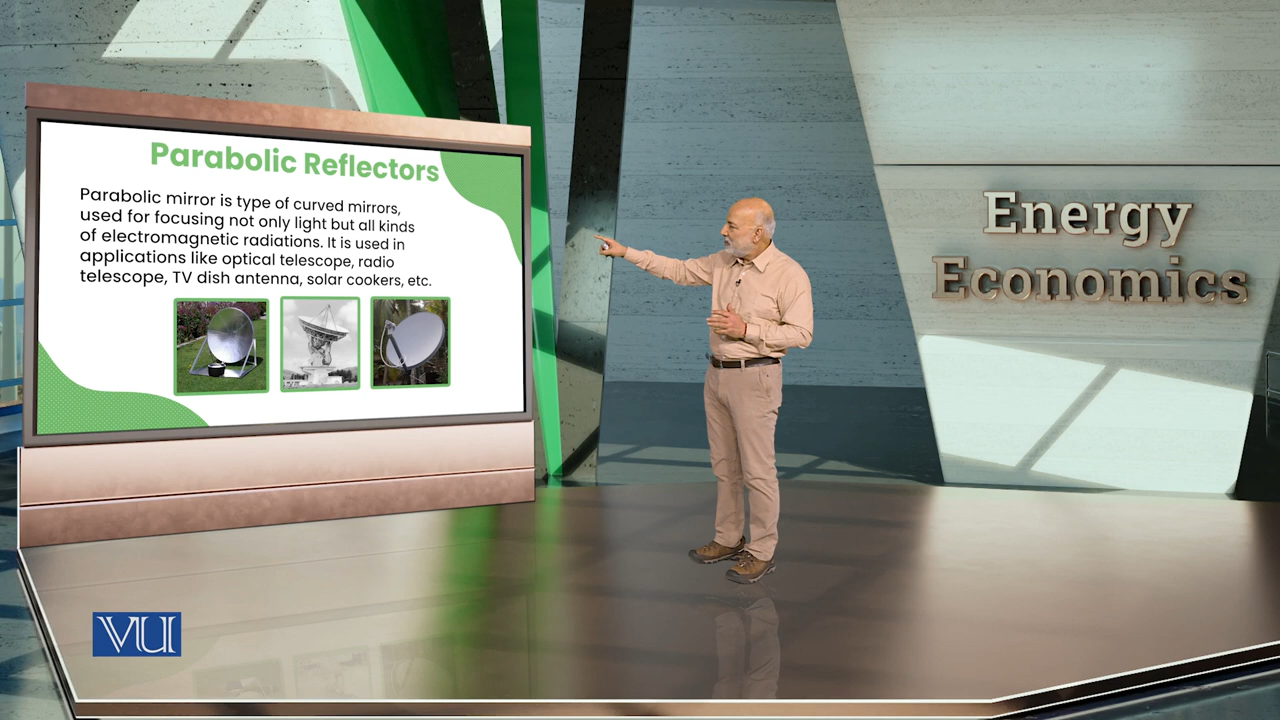 Parabolic Reflectors
Parabolic mirror is type of curved mirrors,
used for focusing not only light but all kinds
of electromagnetic radiations. It is used in
applications like optical telescope, radio
telescope, TV dish antenna, solar cookers, etc.
Energy
Economics
VU